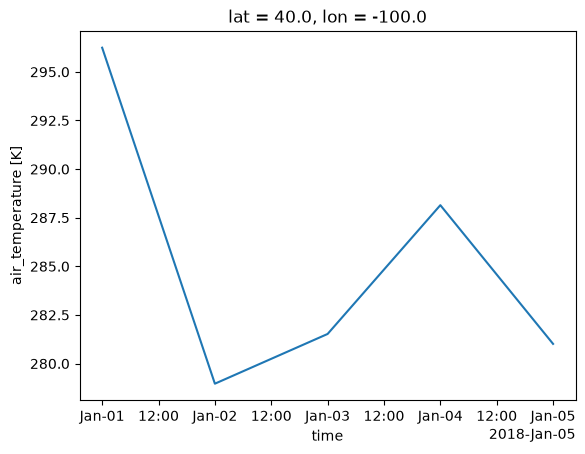 lat = 40.0, lon = -100.0
air_temperature [K]
295.0
292.5
290.0
287.5
285.0
282.5
280.0
Jan-01 12:00 Jan-02 12:00 Jan-03 12:00 Jan-04 12:00 Jan-05
2018-Jan-05
time